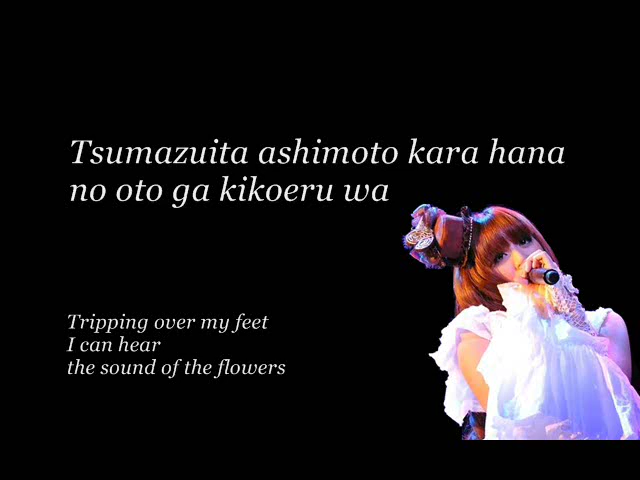 Tsumazuita ashimoto kara hana
no oto ga kikoeru wa
Tripping over my feet
I can hear
the sound of the flowers